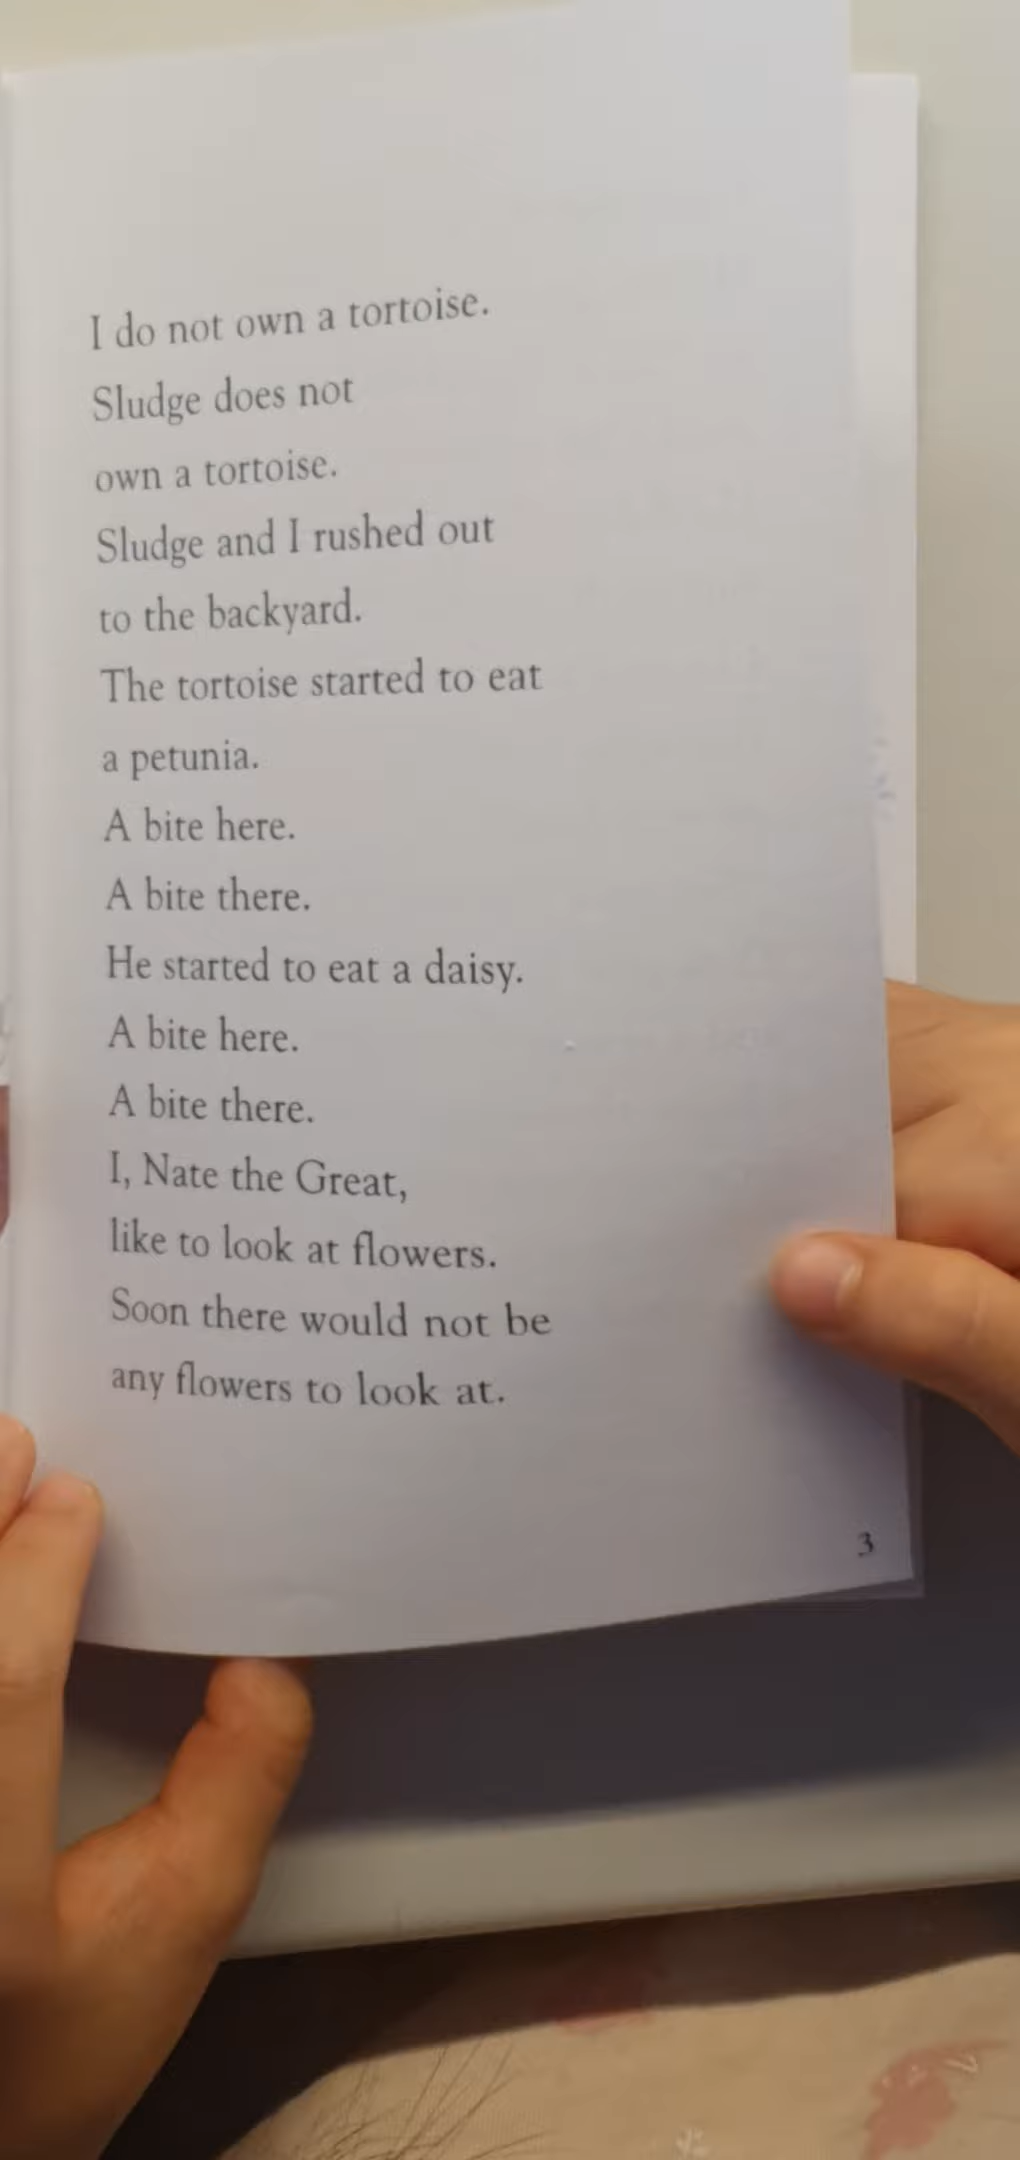 I do not own a tortoise.
Sludge does not
own a tortoise.
Sludge and I rushed out
to the backyard.
The tortoise started to eat
a petunia.
A bite here.
A bite there.
He started to eat a daisy.
A bite here.
A bite there.
I, Nate the Great,
like to look at flowers.
Soon there would not be
any flowers to look at.
3